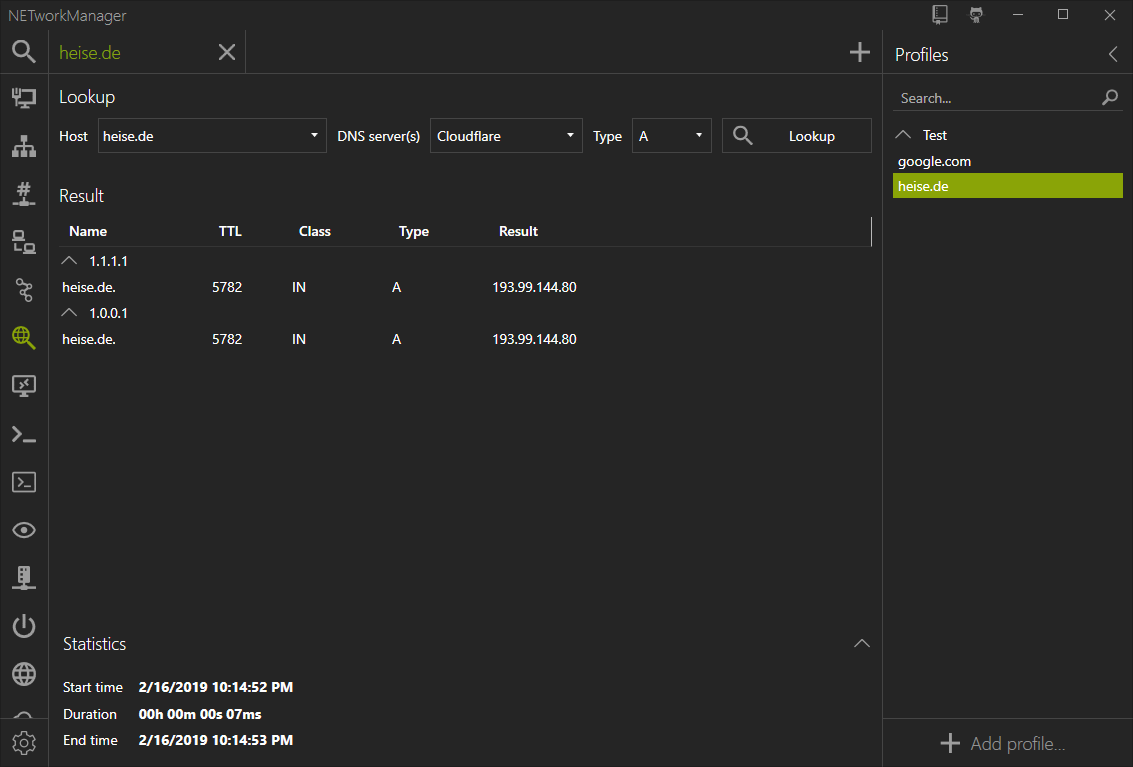 NETworkManager
heise.de
Lookup
Host heise.de DNS server(s) Cloudflare Type A Lookup
Result
Name TTL Class Type Result
1.1.1.1
heise.de. 5782 IN A 193.99.144.80
1.0.0.1
heise.de. 5782 IN A 193.99.144.80
Statistics
Start time 2/16/2019 10:14:52 PM
Duration 00h 00m 00s 07ms
End time 2/16/2019 10:14:53 PM
Profiles
Search...
Test
google.com
heise.de
Add profile...